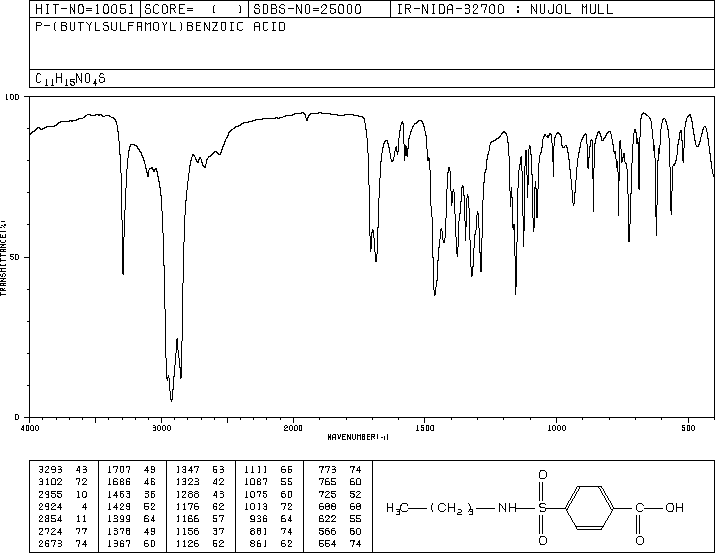 HIT-NO=10051 SCORE= ( ) SDBS-NO=25000 IR-NIDA-32700 : NUJOL MULL
P-(BUTYLSULFAMOYL)BENZOIC ACID
C11H15NO4S
100
50
0
TRANSMITTANCE(%)
4000 3000 2000 1500 1000 500
WAVENUMBER(-1)
3293 43 1707 49 1347 53 1111 66 773 74
3102 72 1686 46 1323 42 1087 55 765 60
2955 10 1463 36 1288 43 1075 60 725 52
2924 4 1429 52 1176 62 1013 72 688 68
2854 11 1399 64 1166 57 936 64 622 55
2724 77 1378 49 1156 37 881 74 566 60
2673 74 1367 60 1126 52 861 62 554 74
O
H3C (C H2)3 NH S C OH
O O